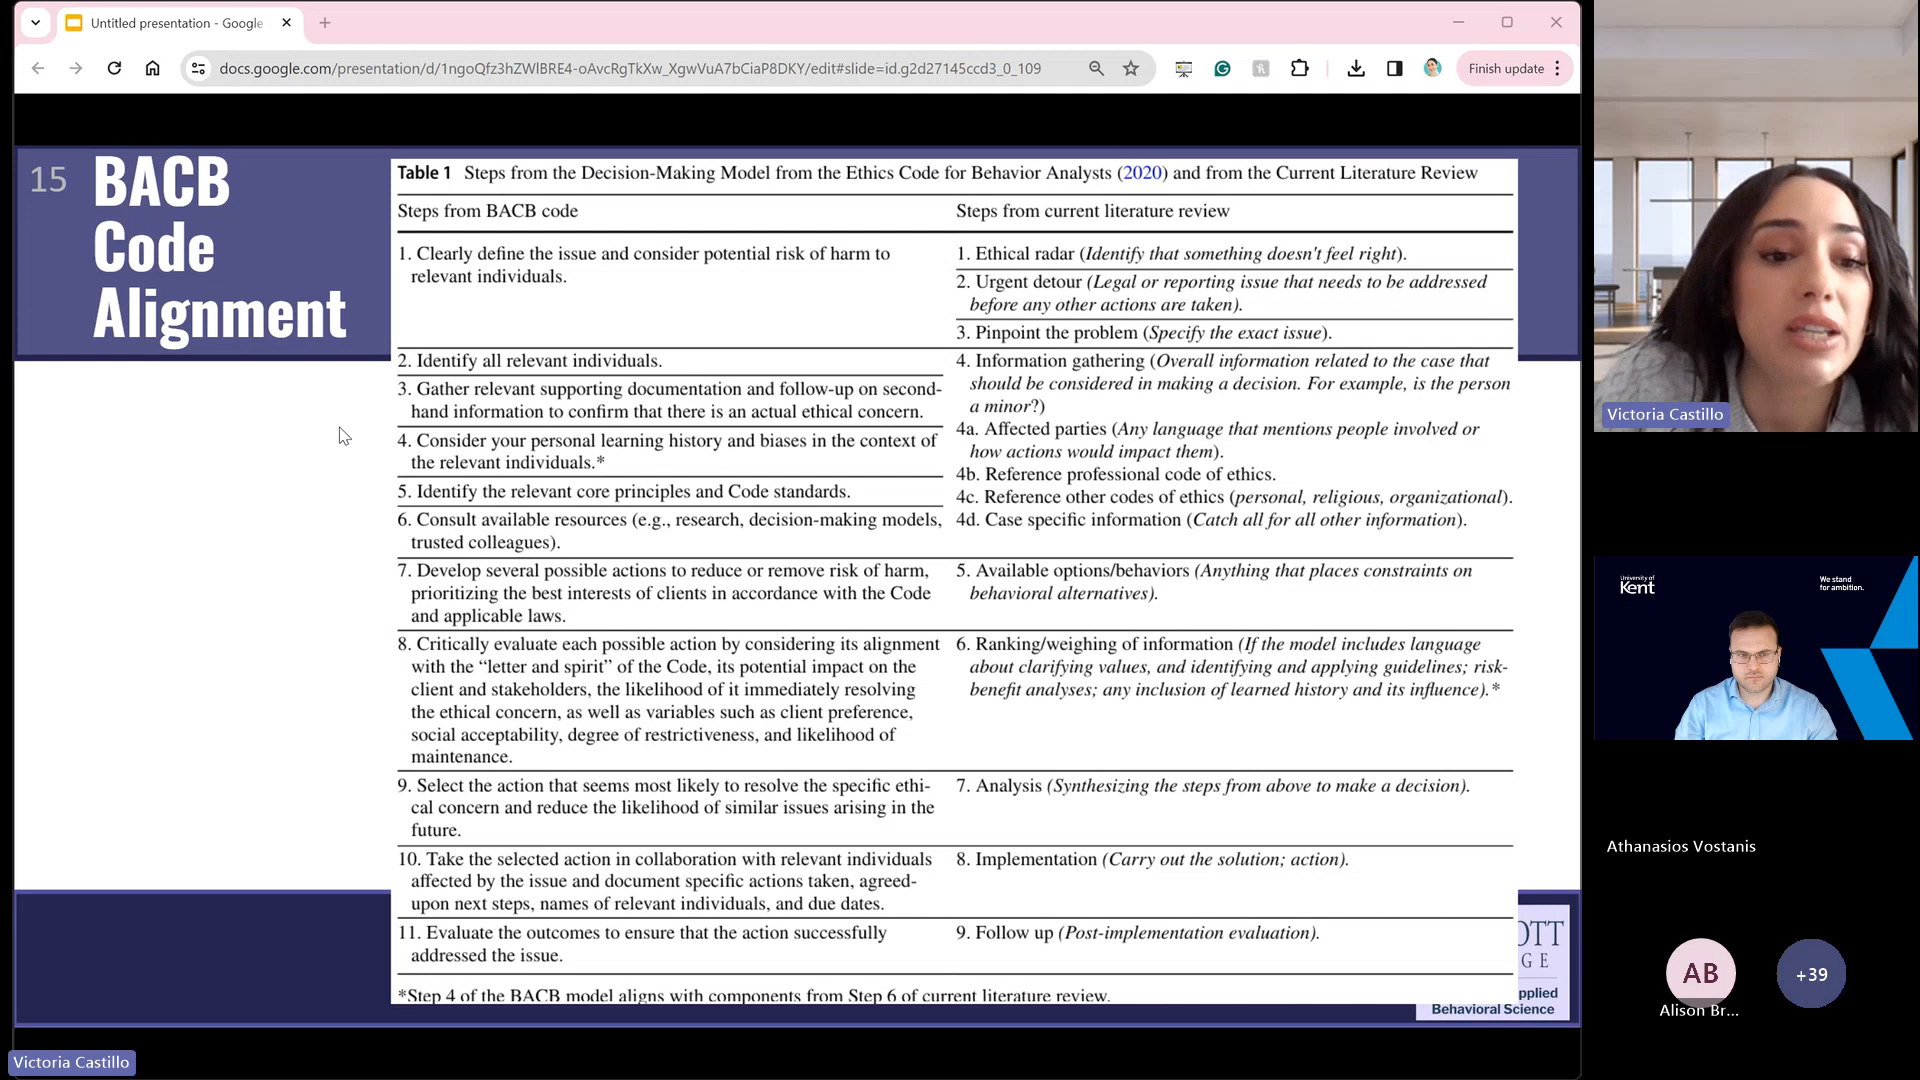 Untitled presentation - Google
docs.google.com/presentation/d/1ngoQfz3hZWlBRE4-oAvcRgTkXw_XgwVuA7bCiaP8DKY/edit#slide=id.g2d27145ccd3_0_109
Finish update
15
BACB
Code
Alignment
Table 1 Steps from the Decision-Making Model from the Ethics Code for Behavior Analysts (2020) and from the Current Literature Review
Steps from BACB code
Steps from current literature review
1. Clearly define the issue and consider potential risk of harm to
relevant individuals.
1. Ethical radar (Identify that something doesn't feel right).
2. Urgent detour (Legal or reporting issue that needs to be addressed
before any other actions are taken).
3. Pinpoint the problem (Specify the exact issue).
2. Identify all relevant individuals.
3. Gather relevant supporting documentation and follow-up on second-
hand information to confirm that there is an actual ethical concern.
4. Consider your personal learning history and biases in the context of
the relevant individuals.*
5. Identify the relevant core principles and Code standards.
6. Consult available resources (e.g., research, decision-making models,
trusted colleagues).
4. Information gathering (Overall information related to the case that
should be considered in making a decision. For example, is the person
a minor?)
4a. Affected parties (Any language that mentions people involved or
how actions would impact them).
4b. Reference professional code of ethics.
4c. Reference other codes of ethics (personal, religious, organizational).
4d. Case specific information (Catch all for all other information).
7. Develop several possible actions to reduce or remove risk of harm,
prioritizing the best interests of clients in accordance with the Code
and applicable laws.
5. Available options/behaviors (Anything that places constraints on
behavioral alternatives).
8. Critically evaluate each possible action by considering its alignment
with the “letter and spirit” of the Code, its potential impact on the
client and stakeholders, the likelihood of it immediately resolving
the ethical concern, as well as variables such as client preference,
social acceptability, degree of restrictiveness, and likelihood of
maintenance.
6. Ranking/weighing of information (If the model includes language
about clarifying values, and identifying and applying guidelines; risk-
benefit analyses; any inclusion of learned history and its influence).*
9. Select the action that seems most likely to resolve the specific ethi-
cal concern and reduce the likelihood of similar issues arising in the
future.
7. Analysis (Synthesizing the steps from above to make a decision).
10. Take the selected action in collaboration with relevant individuals
affected by the issue and document specific actions taken, agreed-
upon next steps, names of relevant individuals, and due dates.
8. Implementation (Carry out the solution; action).
11. Evaluate the outcomes to ensure that the action successfully
addressed the issue.
9. Follow up (Post-implementation evaluation).
*Step 4 of the BACB model aligns with components from Step 6 of current literature review.
OTT
G E
pplied
Behavioral Science
Victoria Castillo
Victoria Castillo
University of
Kent
We stand
for ambition.
Athanasios Vostanis
AB
Alison Br...
+39